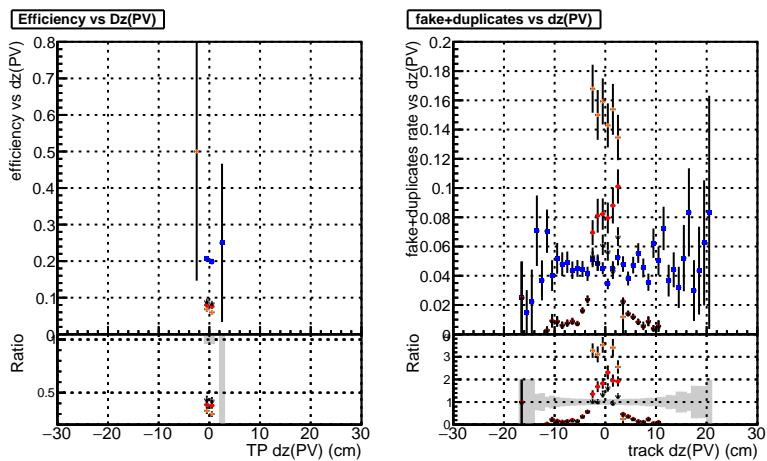 Efficiency vs Dz(PV)
efficiency vs dz(PV)
0.8
0.7
0.6
0.5
0.4
0.3
0.2
0.1
0
Ratio
1
0.5
−30 −20 −10 0 10 20 30
TP dz(PV) (cm)
fake+duplicates vs dz(PV)
fake+duplicates rate vs dz(PV)
0.2
0.18
0.16
0.14
0.12
0.1
0.08
0.06
0.04
0.02
0
Ratio
3
2
1
0
−30 −20 −10 0 10 20 30
track dz(PV) (cm)